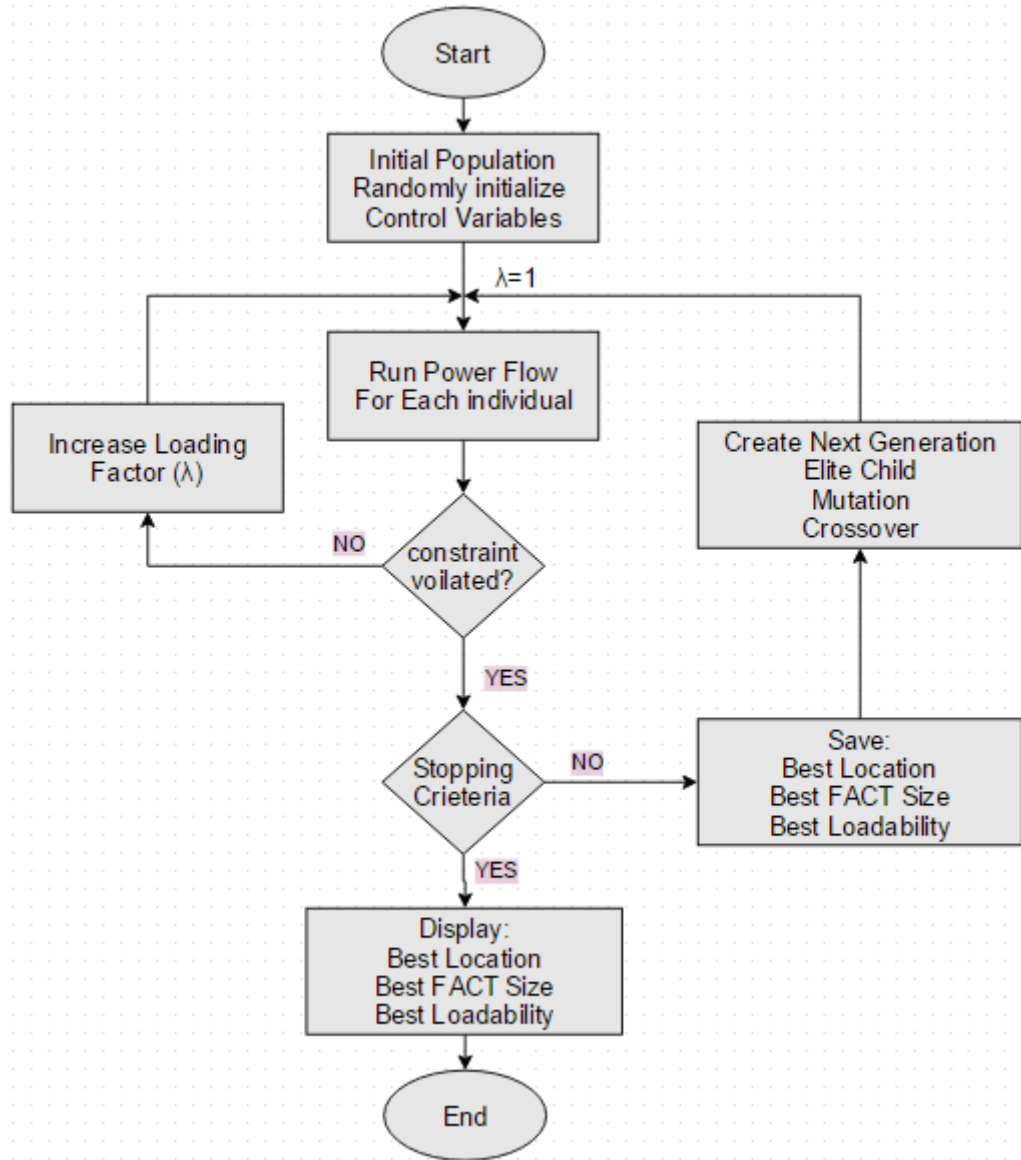 Start
Initial Population
Randomly initialize
Control Variables
λ=1
Run Power Flow
For Each individual
Increase Loading
Factor (λ)
Create Next Generation
Elite Child
Mutation
Crossover
NO
constraint
voilated?
YES
Stopping
Crieteria
NO
Save:
Best Location
Best FACT Size
Best Loadability
YES
Display:
Best Location
Best FACT Size
Best Loadability
End